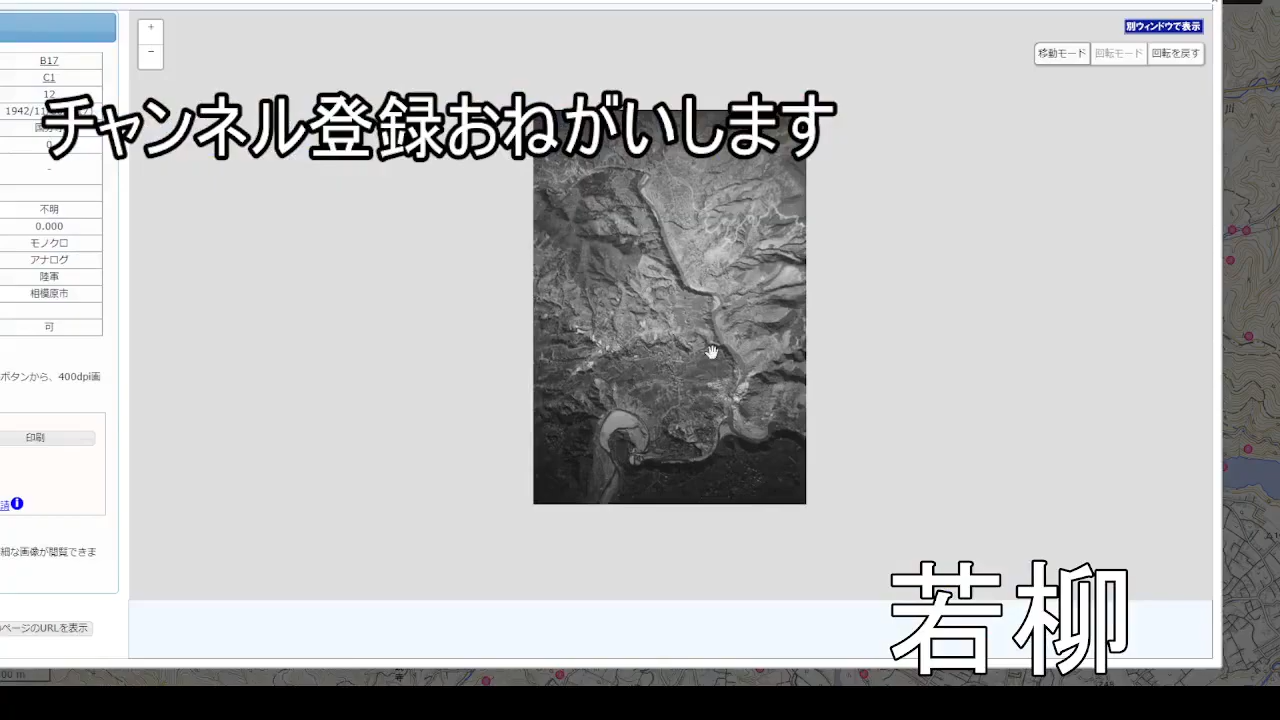 別ウィンドウで表示
+
−
移動モード 回転モード 回転を戻す
B17
C1
12
チャンネル登録おねがいします
不明
0.000
モノクロ
アナログ
陸軍
相模原市
可
ボタンから、400dpi画
印刷
請
細な画像が閲覧できま
ページのURLを表示
若柳